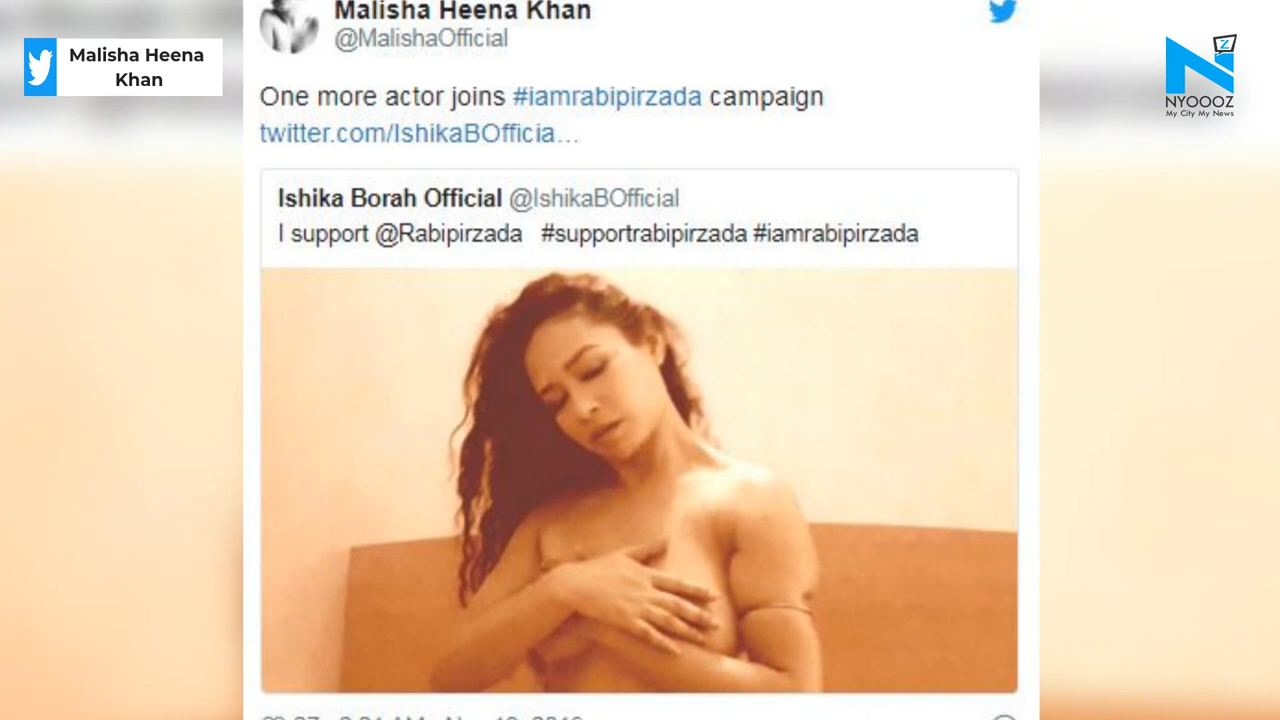 Malisha Heena Khan
@MalishaOfficial
Malisha Heena
Khan
NYOOOZ
My City My News
One more actor joins #iamrabipirzada campaign
twitter.com/IshikaBOfficia...
Ishika Borah Official @IshikaBOfficial
I support @Rabipirzada #supportrabipirzada #iamrabipirzada